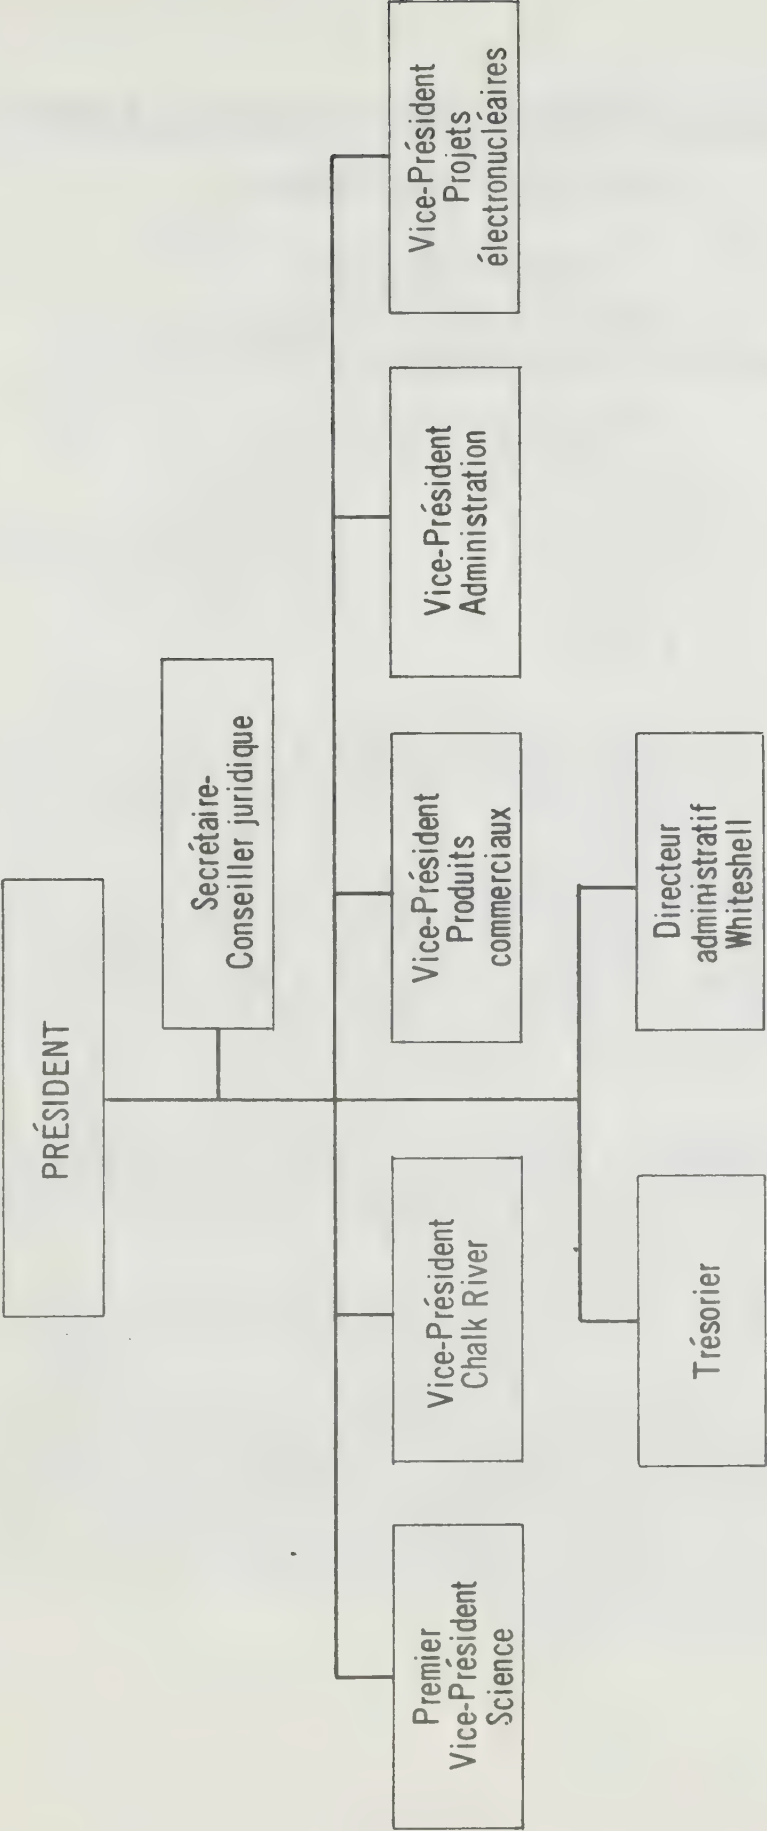 PRÉSIDENT
Secrétaire-
Conseiller juridique
Premier
Vice-Président
Science
Vice-Président
Chalk River
Vice-Président
Produits
commerciaux
Vice-Président
Administration
Vice-Président
Projets
électronucléaires
Trésorier
Directeur
administratif
Whiteshell